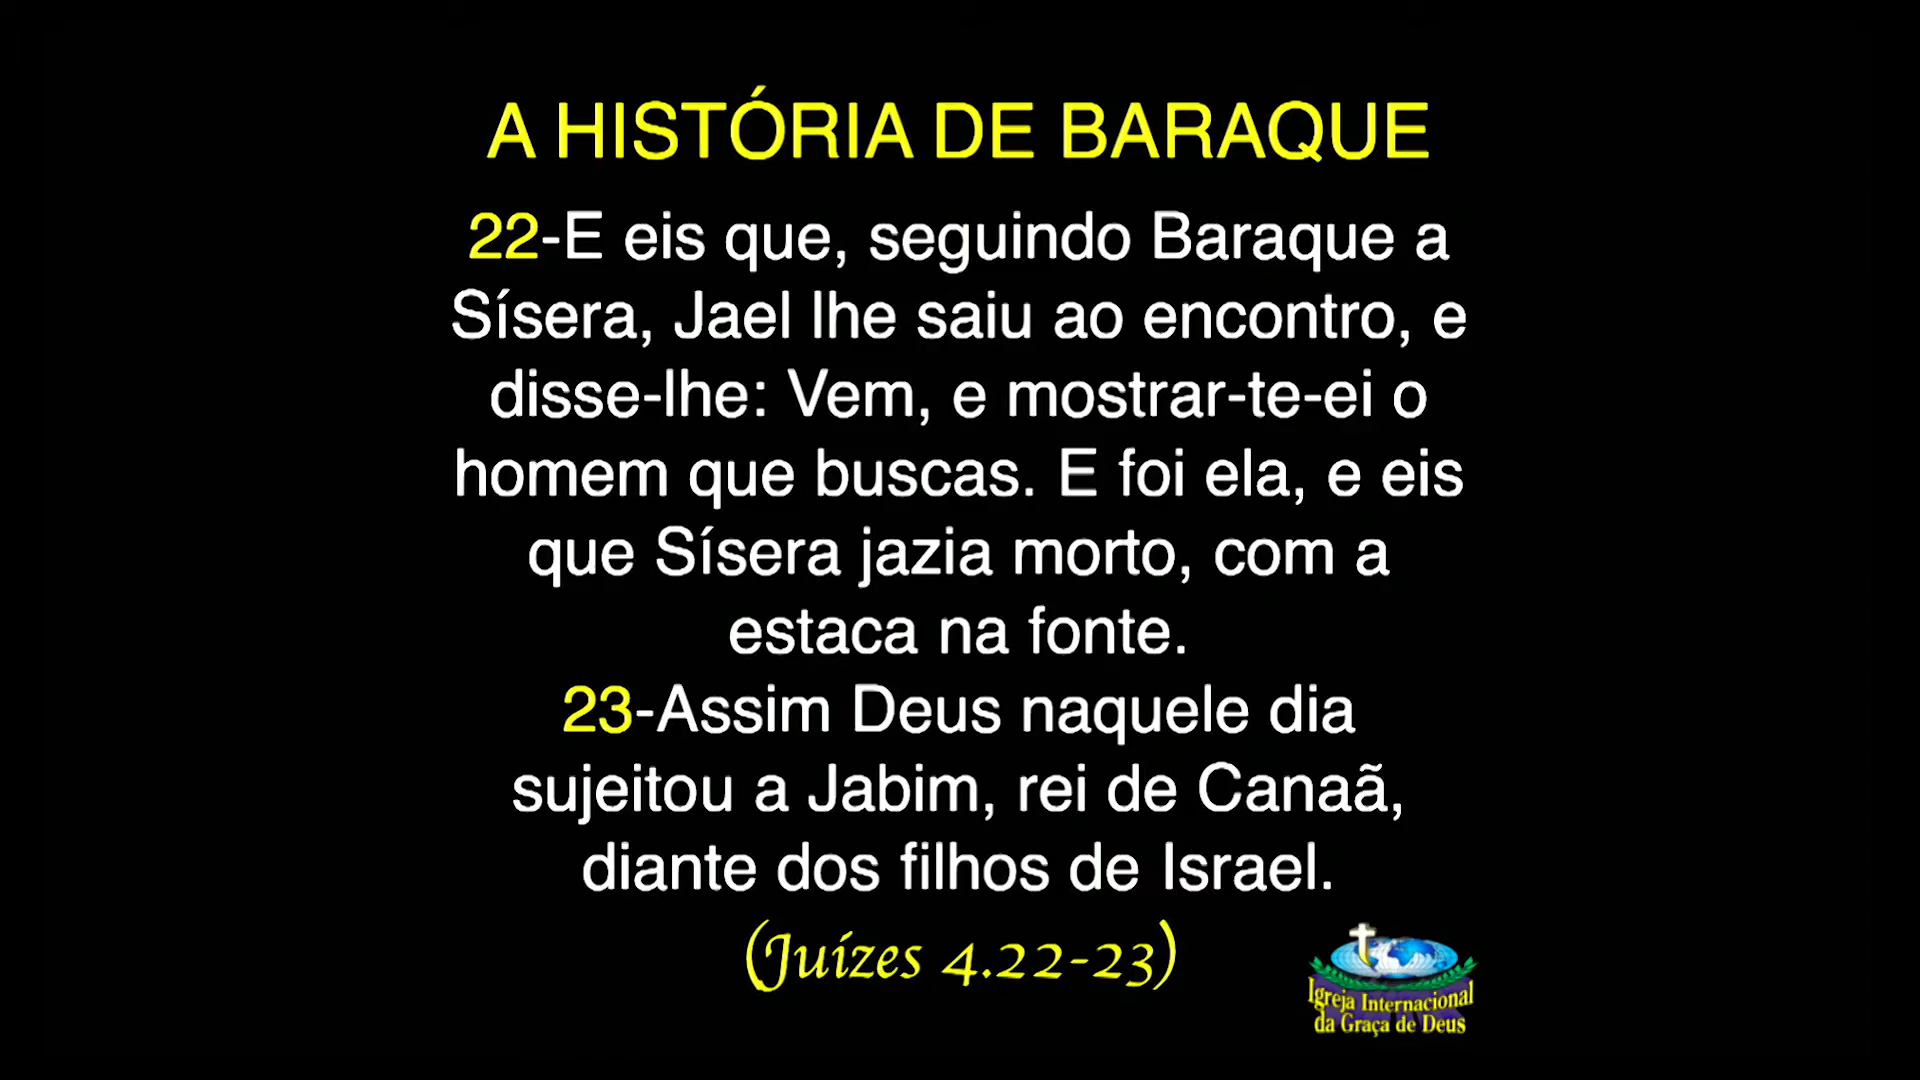 A HISTÓRIA DE BARAQUE
22-E eis que, seguindo Baraque a
Sísera, Jael lhe saiu ao encontro, e
disse-lhe: Vem, e mostrar-te-ei o
homem que buscas. E foi ela, e eis
que Sísera jazia morto, com a
estaca na fonte.
23-Assim Deus naquele dia
sujeitou a Jabim, rei de Canaã,
diante dos filhos de Israel.
(Juízes 4.22-23)
Igreja Internacional
da Graça de Deus